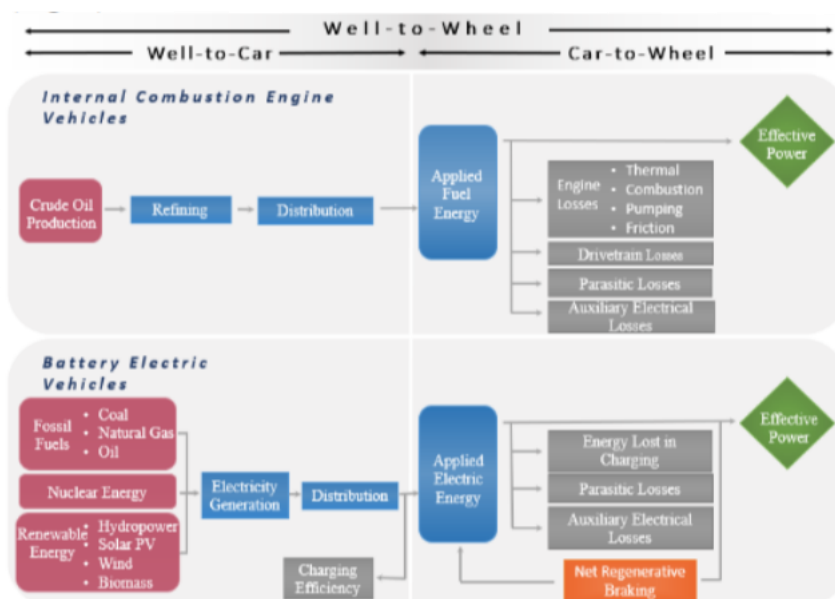 Well-to-Wheel
Well-to-Car
Car-to-Wheel
Internal Combustion Engine
Vehicles
Crude Oil
Production
Refining
Distribution
Applied
Fuel
Energy
Engine
Losses
• Thermal
• Combustion
• Pumping
• Friction
Drivetrain Losses
Parasitic Losses
Auxiliary Electrical
Losses
Effective
Power
Battery Electric
Vehicles
Fossil
Fuels
• Coal
• Natural Gas
• Oil
Nuclear Energy
Renewable
Energy
• Hydropower
• Solar PV
• Wind
• Biomass
Electricity
Generation
Distribution
Charging
Efficiency
Applied
Electric
Energy
Energy Lost in
Charging
Parasitic Losses
Auxiliary Electrical
Losses
Net Regenerative
Braking
Effective
Power